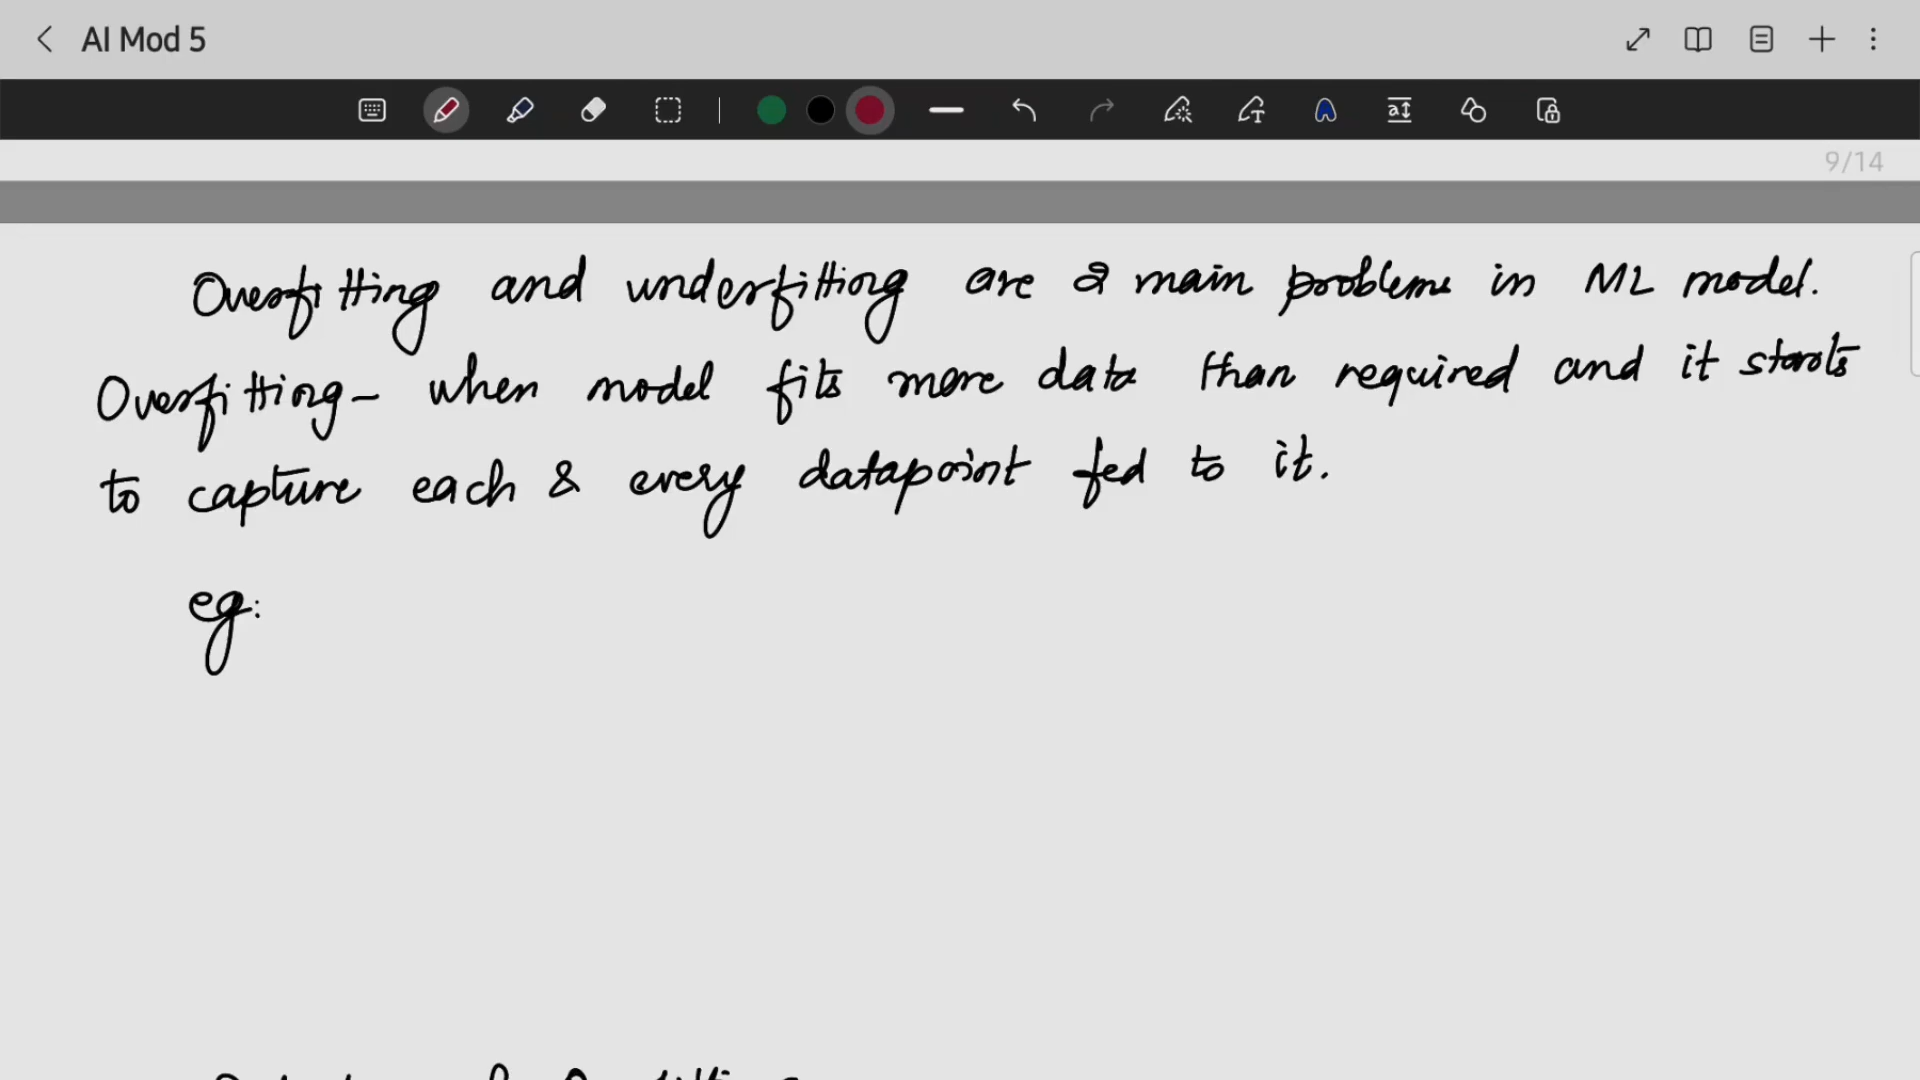 AI Mod 5
9/14
Overfitting and underfitting are 2 main problems in ML model.
Overfitting - when model fits more data than required and it starts
to capture each & every datapoint fed to it.
eg: